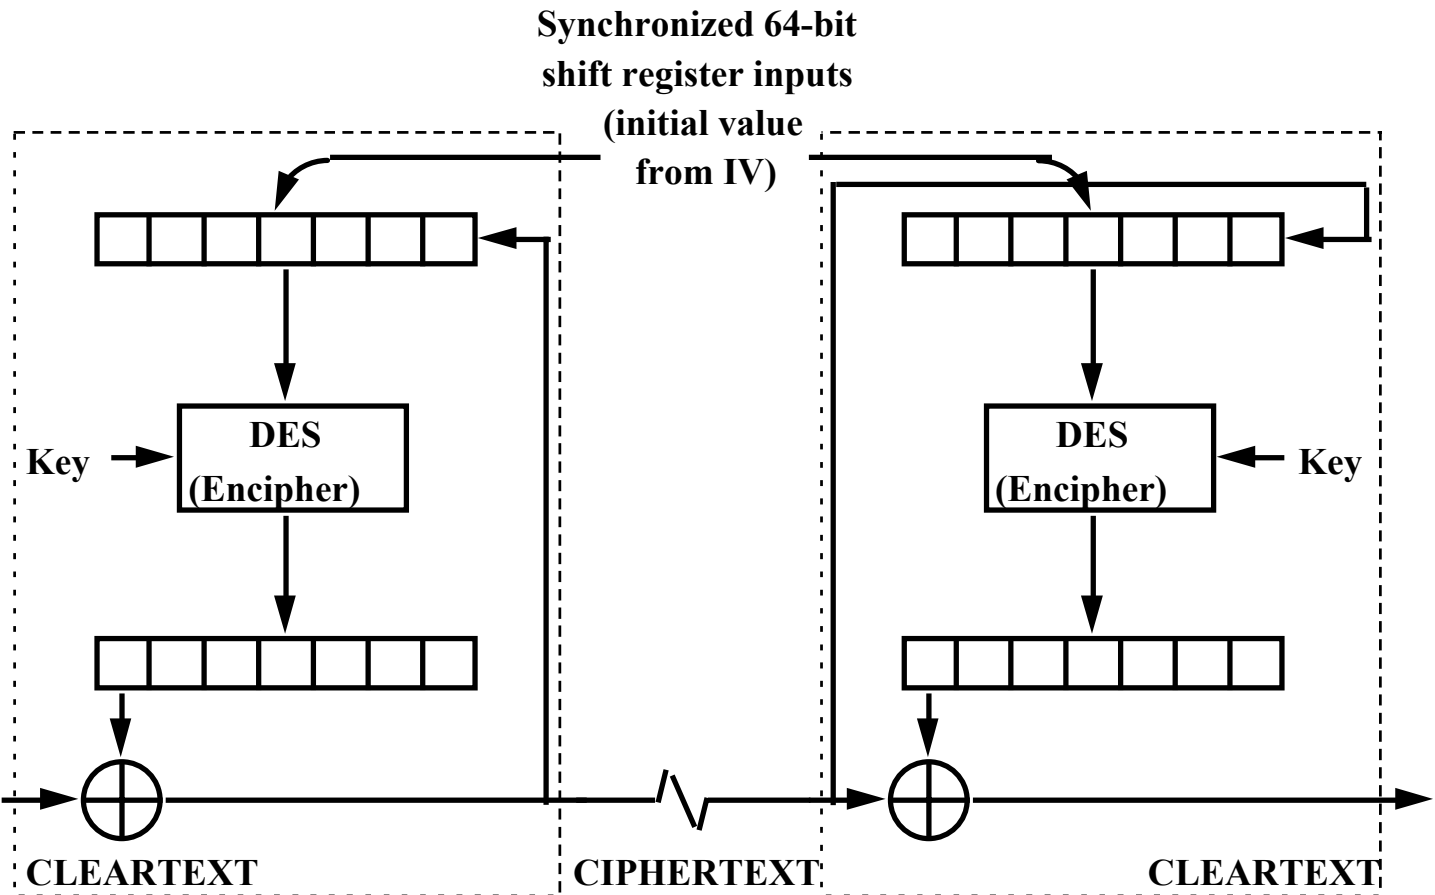 Synchronized 64-bit
shift register inputs
(initial value
from IV)
DES
(Encipher)
Key
DES
(Encipher)
Key
CLEARTEXT
CIPHERTEXT
CLEARTEXT